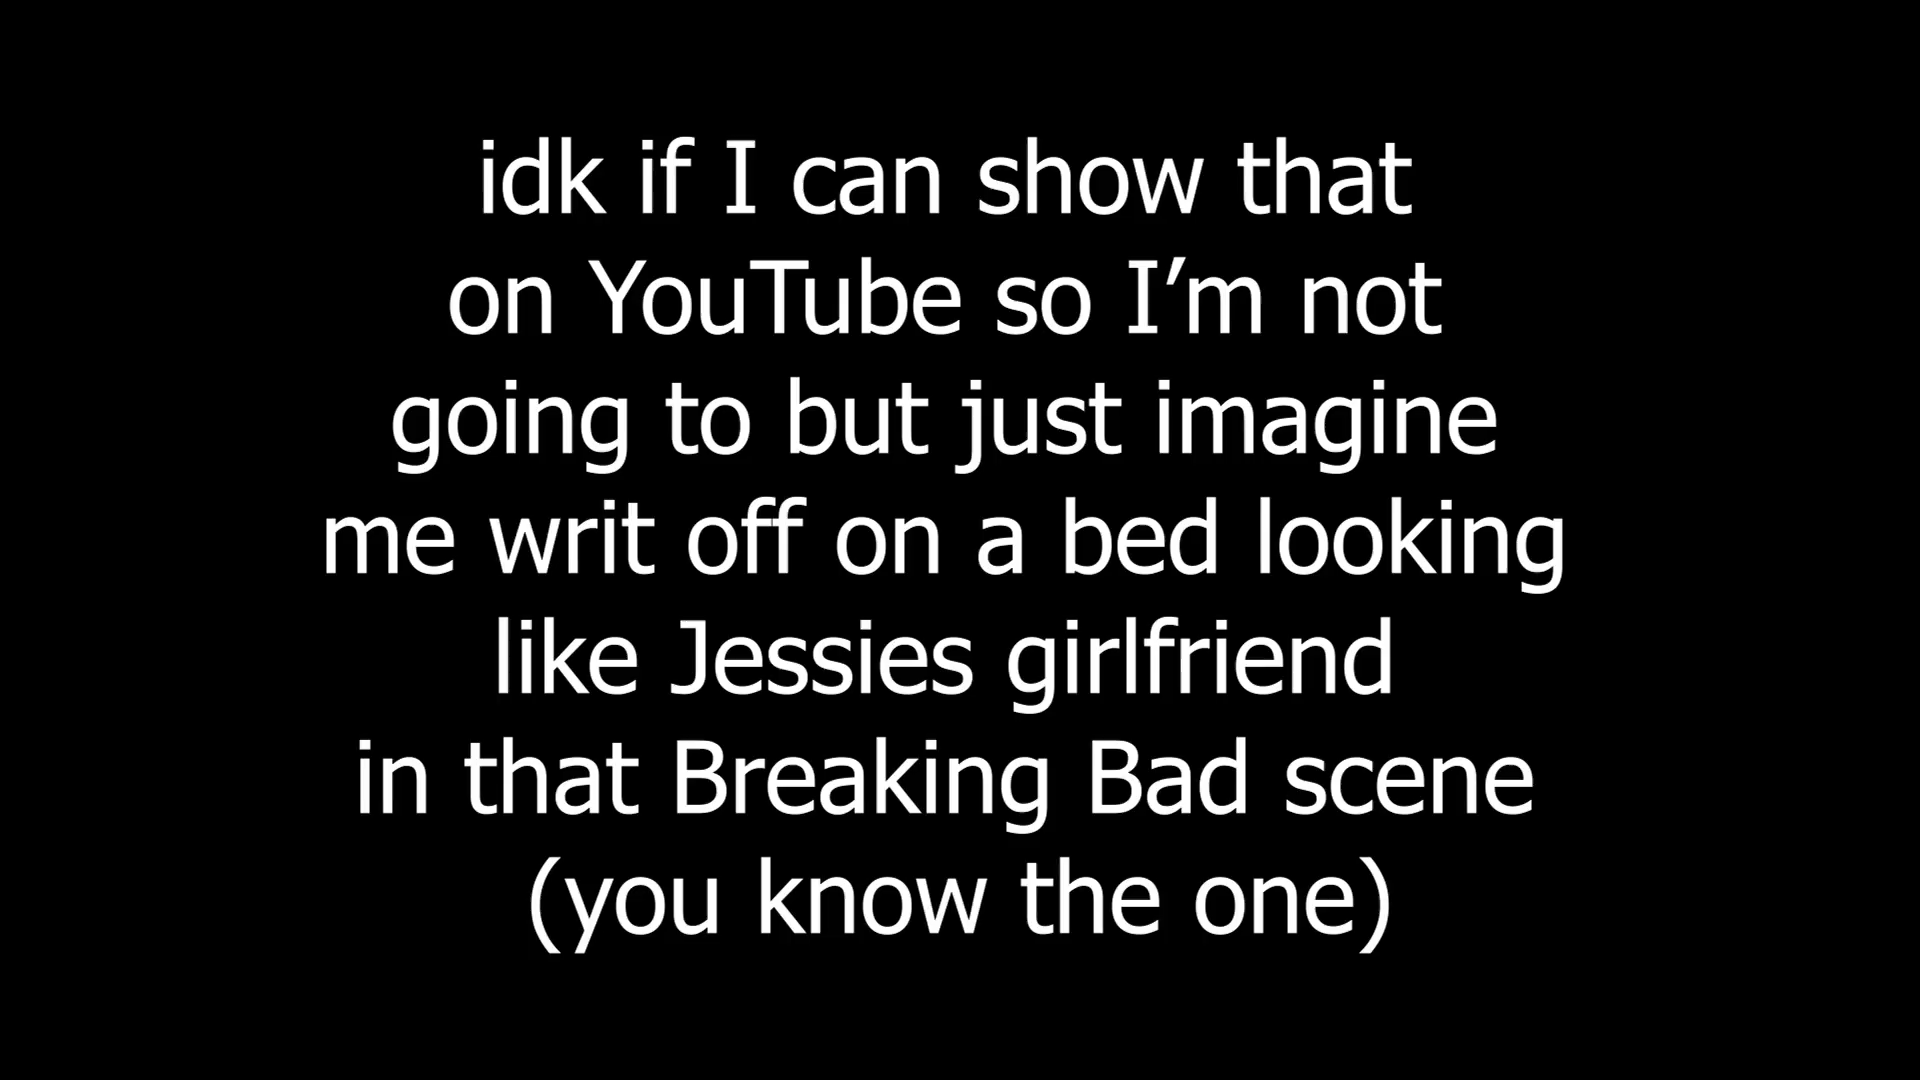 idk if I can show that
on YouTube so I’m not
going to but just imagine
me writ off on a bed looking
like Jessies girlfriend
in that Breaking Bad scene
(you know the one)